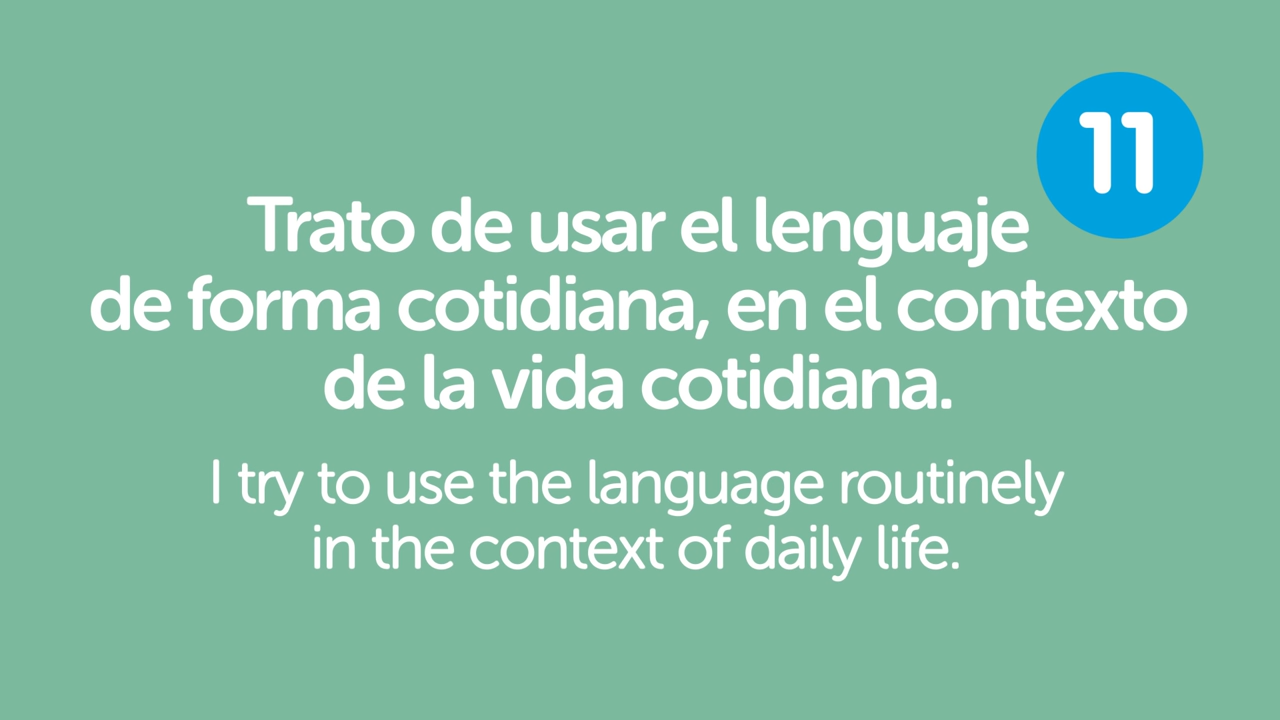 11
Trato de usar el lenguaje
de forma cotidiana, en el contexto
de la vida cotidiana.
I try to use the language routinely
in the context of daily life.